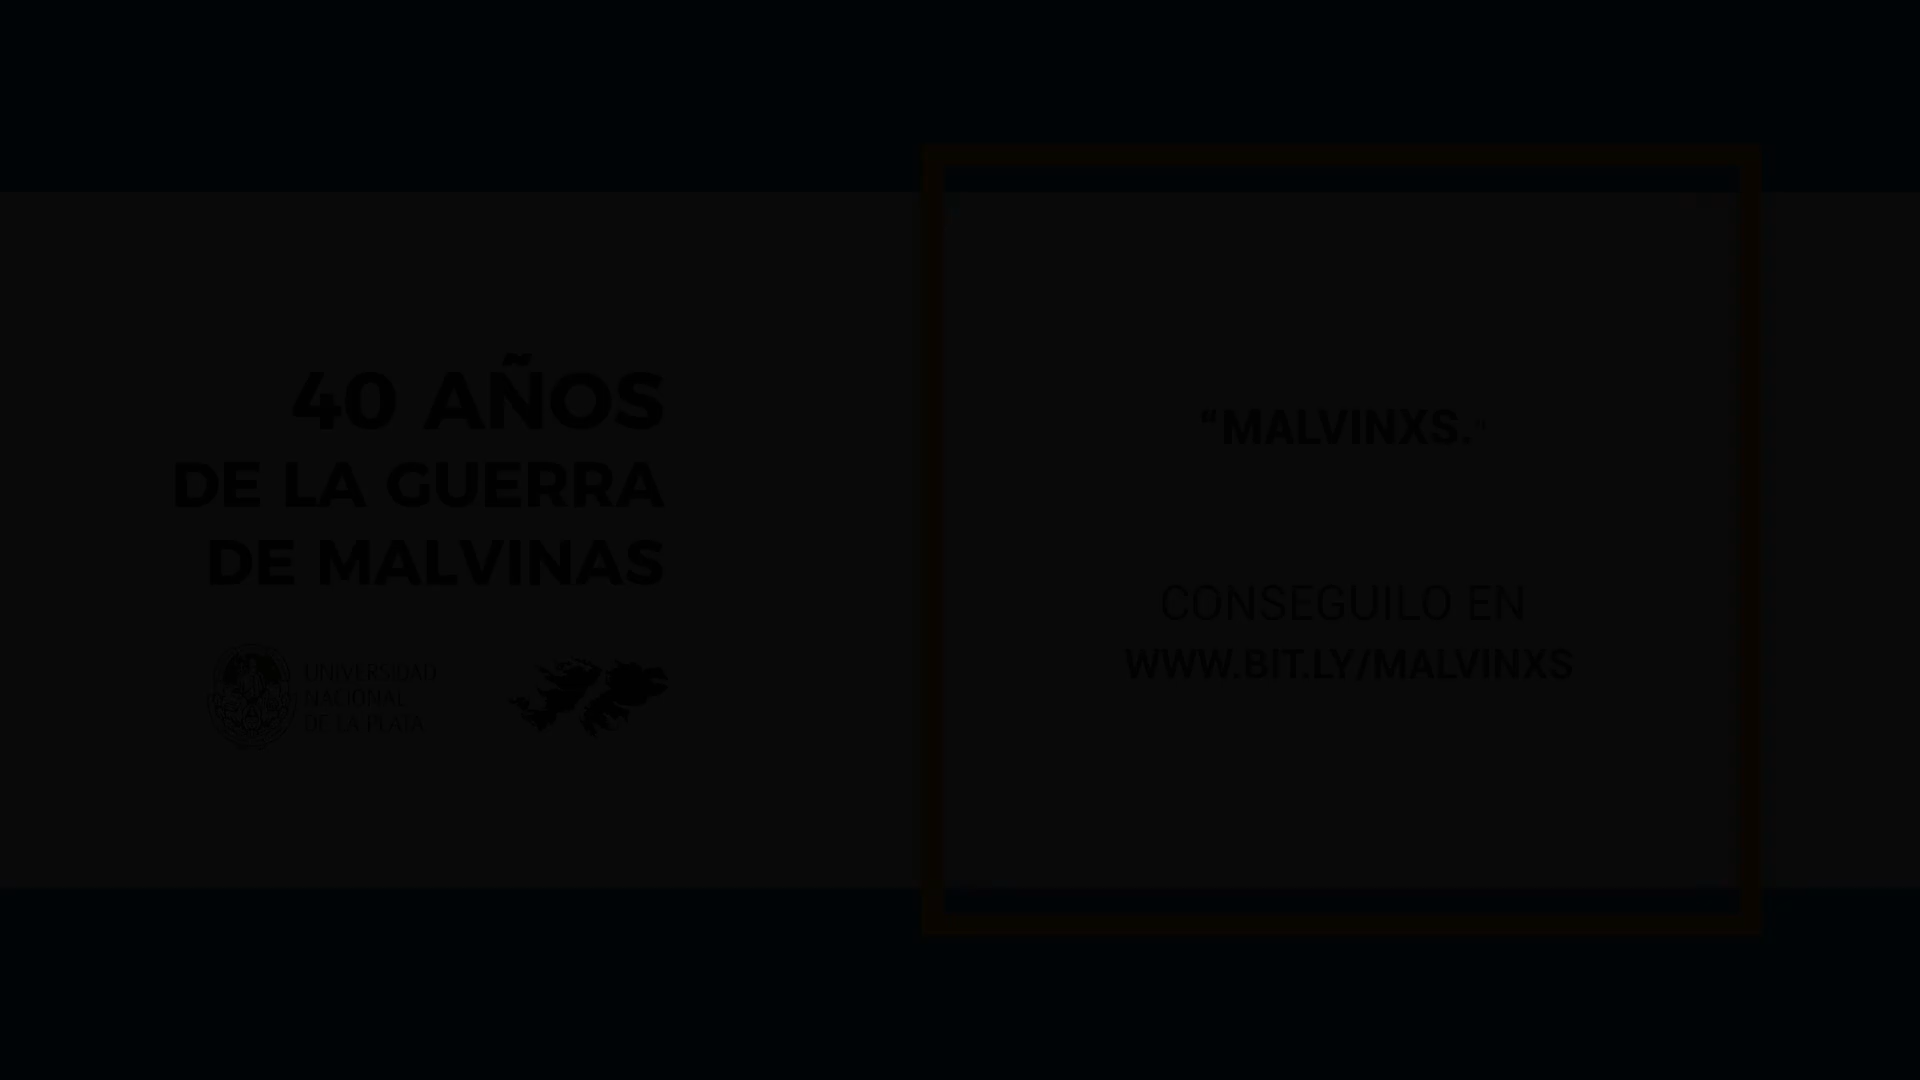 40 AÑOS
DE LA GUERRA
DE MALVINAS
UNIVERSIDAD
NACIONAL
DE LA PLATA
“MALVINXS.”
CONSEGUILO EN
WWW.BIT.LY/MALVINXS